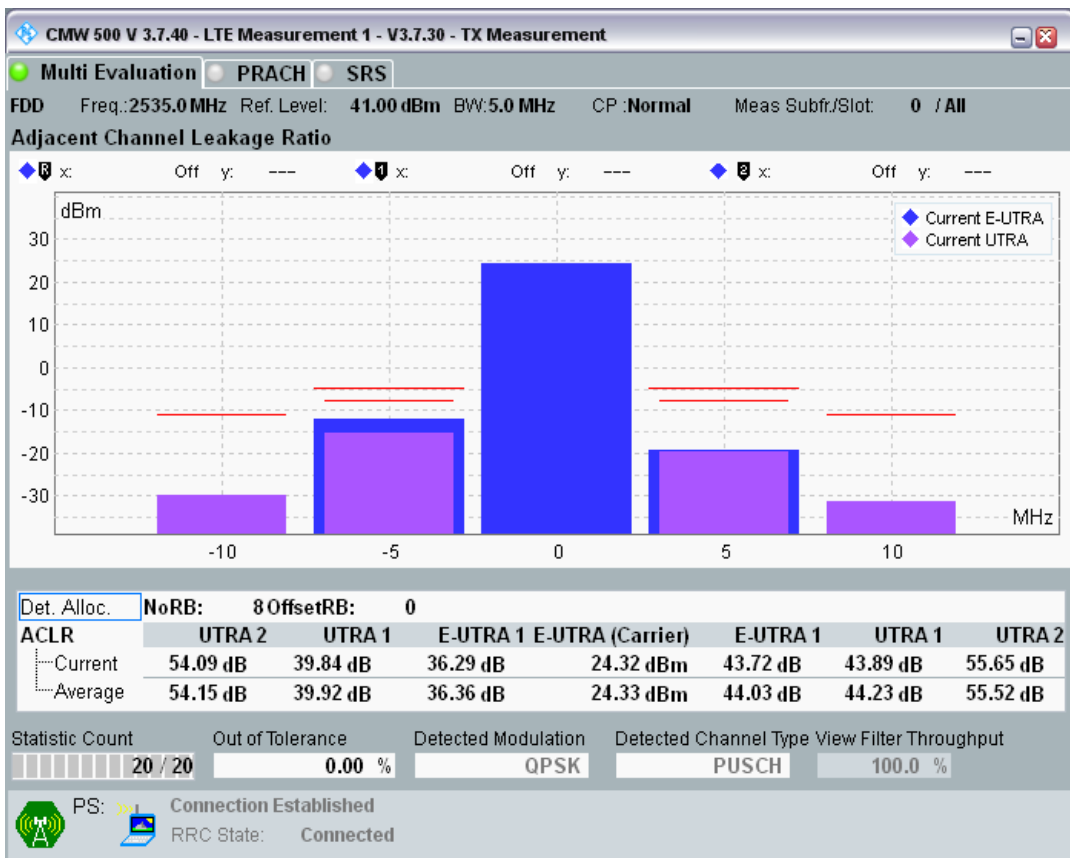 CMW 500 V 3.7.40 - LTE Measurement 1 - V3.7.30 - TX Measurement
Multi Evaluation PRACH SRS
FDD Freq.:2535.0 MHz Ref. Level: 41.00 dBm BW:5.0 MHz CP :Normal Meas Subfr./Slot: 0 / All
Adjacent Channel Leakage Ratio
R x: Off y: --- 1 x: Off y: --- 2 x: Off y: ---
dBm
Current E-UTRA
Current UTRA
30
20
10
0
-10
-20
-30
MHz
-10 -5 0 5 10
Det. Alloc. NoRB: 8 OffsetRB: 0
ACLR UTRA 2 UTRA 1 E-UTRA 1 E-UTRA (Carrier) E-UTRA 1 UTRA 1 UTRA 2
Current 54.09 dB 39.84 dB 36.29 dB 24.32 dBm 43.72 dB 43.89 dB 55.65 dB
Average 54.15 dB 39.92 dB 36.36 dB 24.33 dBm 44.03 dB 44.23 dB 55.52 dB
Statistic Count Out of Tolerance Detected Modulation Detected Channel Type View Filter Throughput
20 / 20 0.00 % QPSK PUSCH 100.0 %
PS: Connection Established
RRC State: Connected